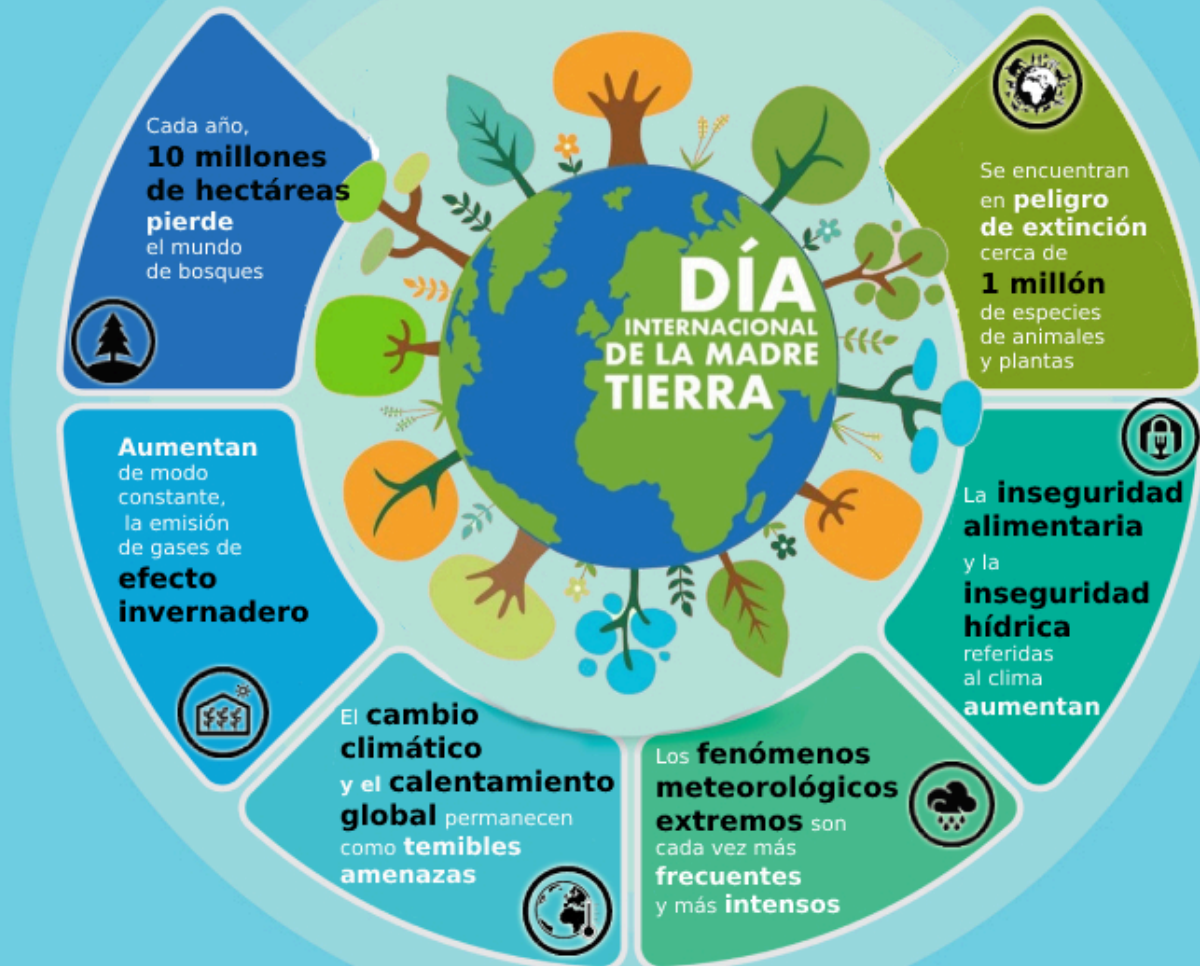 DÍA
INTERNACIONAL
DE LA MADRE
TIERRA
Cada año,
10 millones
de hectáreas
pierde
el mundo
de bosques
Aumentan
de modo
constante,
la emisión
de gases de
efecto
invernadero
El cambio
climático
y el calentamiento
global permanecen
como temibles
amenazas
Los fenómenos
meteorológicos
extremos son
cada vez más
frecuentes
y más intensos
La inseguridad
alimentaria
y la
inseguridad
hídrica
referidas
al clima
aumentan
Se encuentran
en peligro
de extinción
cerca de
1 millón
de especies
de animales
y plantas